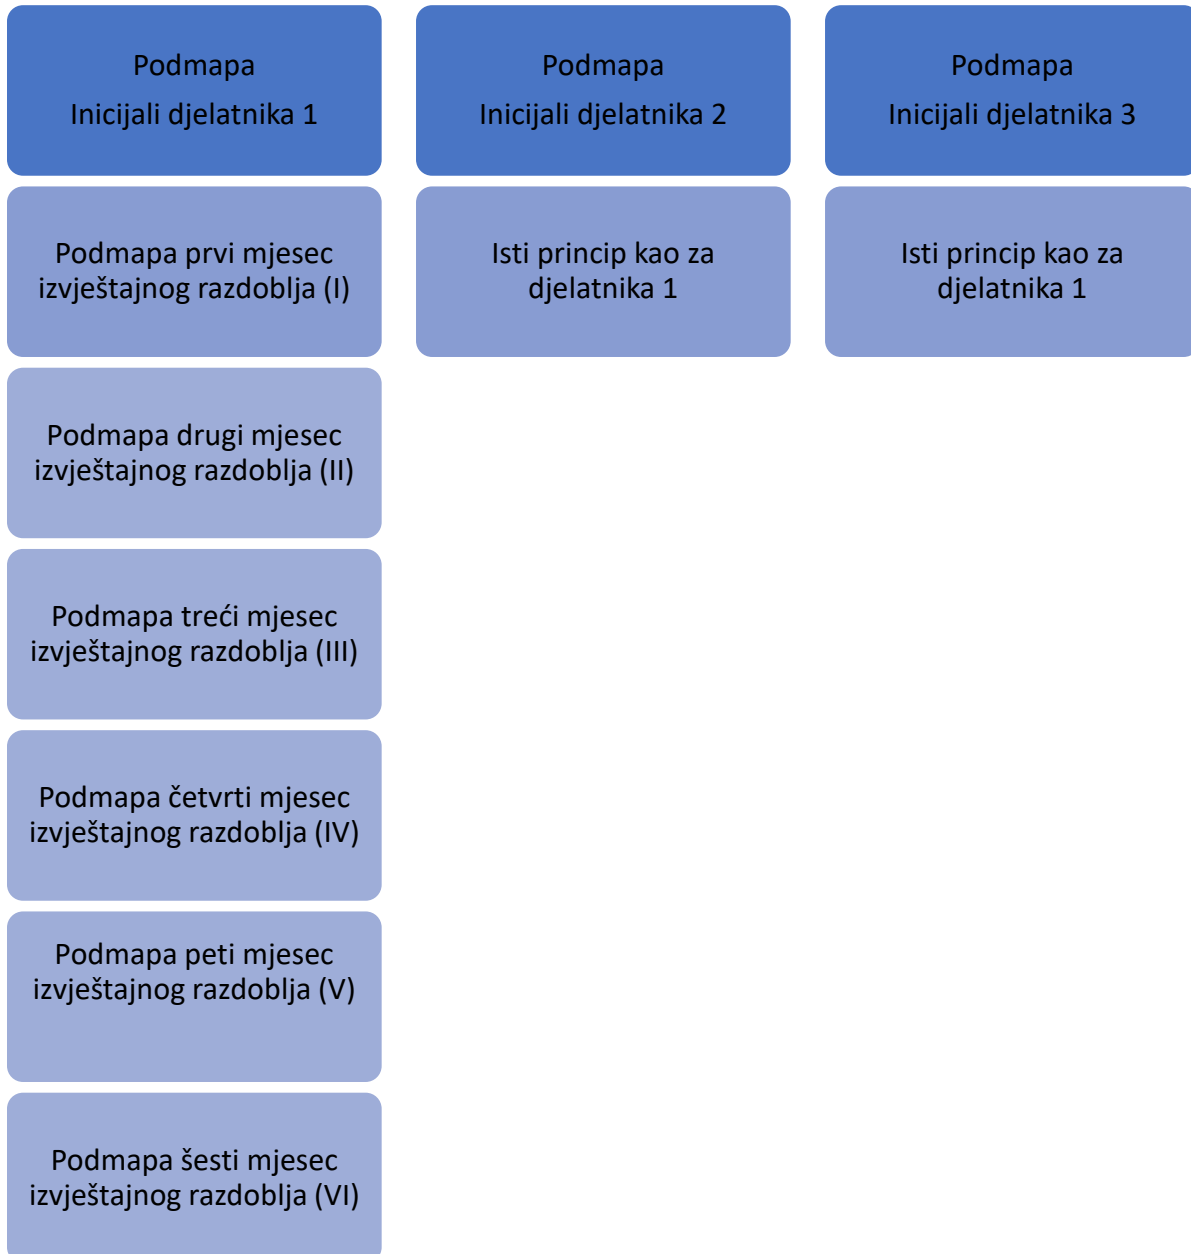 Podmapa
Inicijali djelatnika 1
Podmapa prvi mjesec
izvještajnog razdoblja (I)
Podmapa drugi mjesec
izvještajnog razdoblja (II)
Podmapa treći mjesec
izvještajnog razdoblja (III)
Podmapa četvrti mjesec
izvještajnog razdoblja (IV)
Podmapa peti mjesec
izvještajnog razdoblja (V)
Podmapa šesti mjesec
izvještajnog razdoblja (VI)
Podmapa
Inicijali djelatnika 2
Isti princip kao za
djelatnika 1
Podmapa
Inicijali djelatnika 3
Isti princip kao za
djelatnika 1